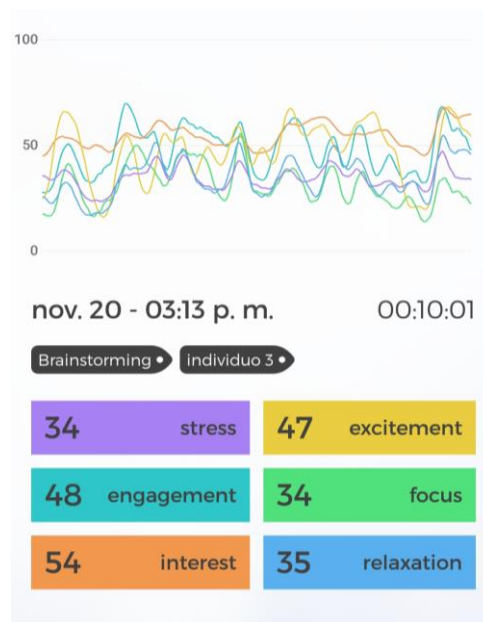 100
50
0
nov. 20 - 03:13 p. m. 00:10:01
Brainstorming individuo 3
34 stress 47 excitement
48 engagement 34 focus
54 interest 35 relaxation